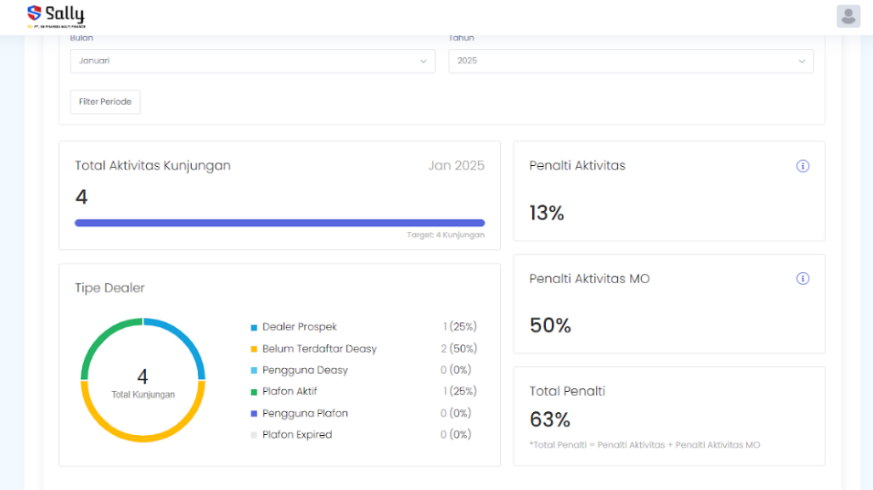 Sally
Bulan
Tahun
Januari
2025
Filter Periode
Total Aktivitas Kunjungan
Jan 2025
4
Target: 4 Kunjungan
Penalti Aktivitas
13%
Penalti Aktivitas MO
50%
Total Penalti
63%
*Total Penalti = Penalti Aktivitas + Penalti Aktivitas MO
Tipe Dealer
4
Total Kunjungan
Dealer Prospek 1 (25%)
Belum Terdaftar Deasy 2 (50%)
Pengguna Deasy 0 (0%)
Plafon Aktif 1 (25%)
Pengguna Plafon 0 (0%)
Plafon Expired 0 (0%)